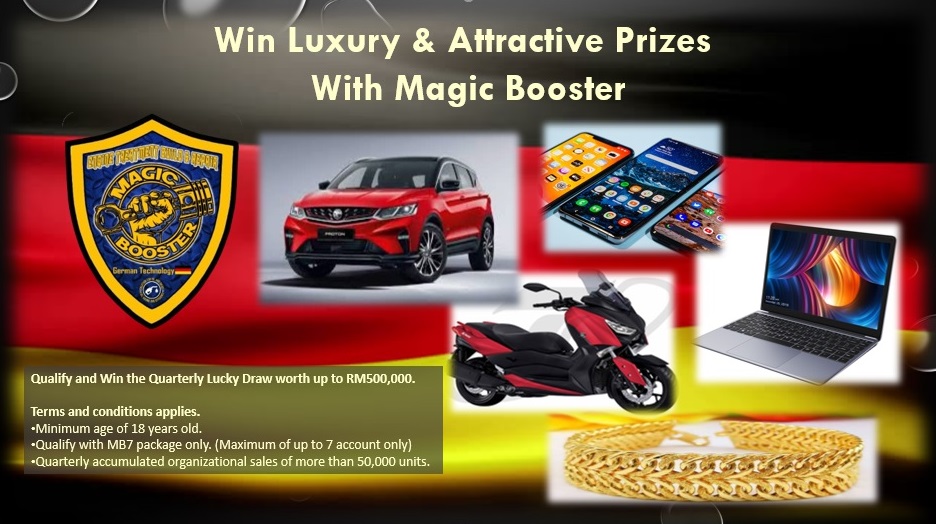 Win Luxury & Attractive Prizes
With Magic Booster
MAGIC
BOOSTER
German Technology
PROTON
Qualify and Win the Quarterly Lucky Draw worth up to RM500,000.
Terms and conditions applies.
•Minimum age of 18 years old.
•Qualify with MB7 package only. (Maximum of up to 7 account only)
•Quarterly accumulated organizational sales of more than 50,000 units.